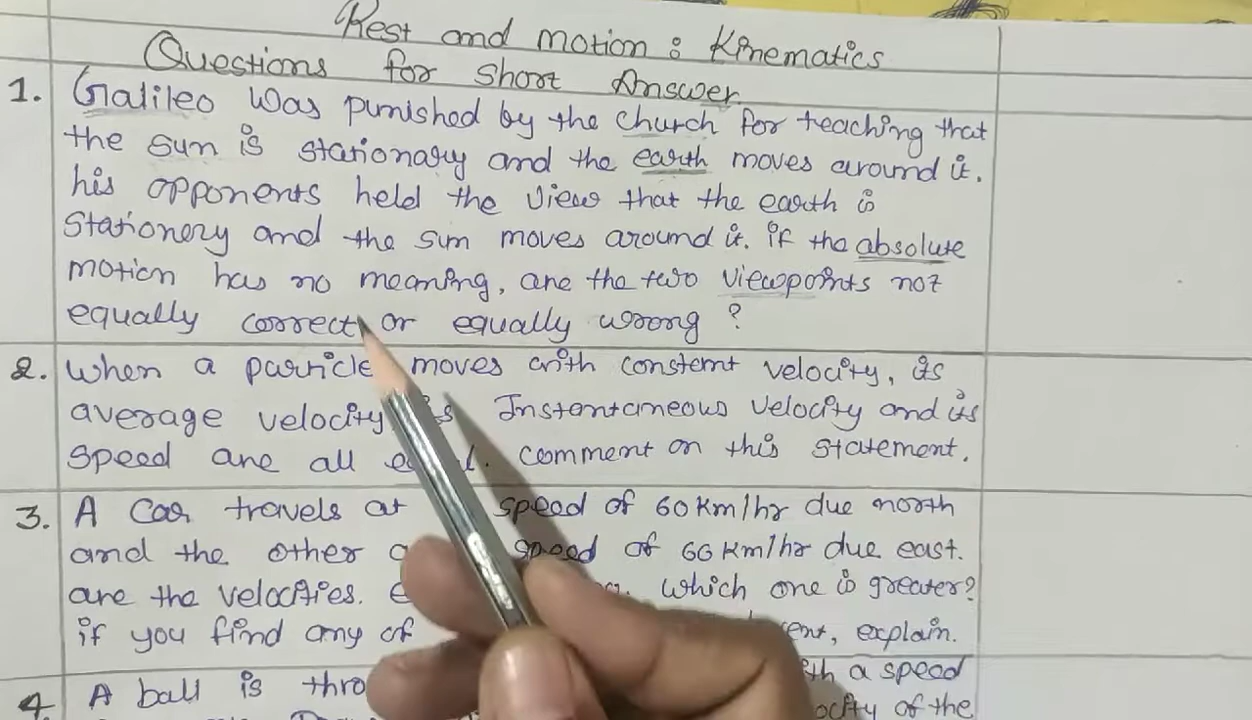 Rest and motion : Kinematics
Questions for short Answer
1. Galileo was punished by the church for teaching that
the sun is stationary and the earth moves around it.
his opponents held the view that the earth is
stationery and the sun moves around it. if the absolute
motion has no meaning, are the two viewpoints not
equally correct or equally wrong ?
2. When a particle moves with constant velocity, its
average velocity, its Instantaneous velocity and its
speed are all comment on this statement.
3. A car travels at speed of 60 km/hr due north
and the other speed of 60 km/hr due east.
are the velocities. which one is greater?
if you find any of explain.
4. A ball is with a speed
of the